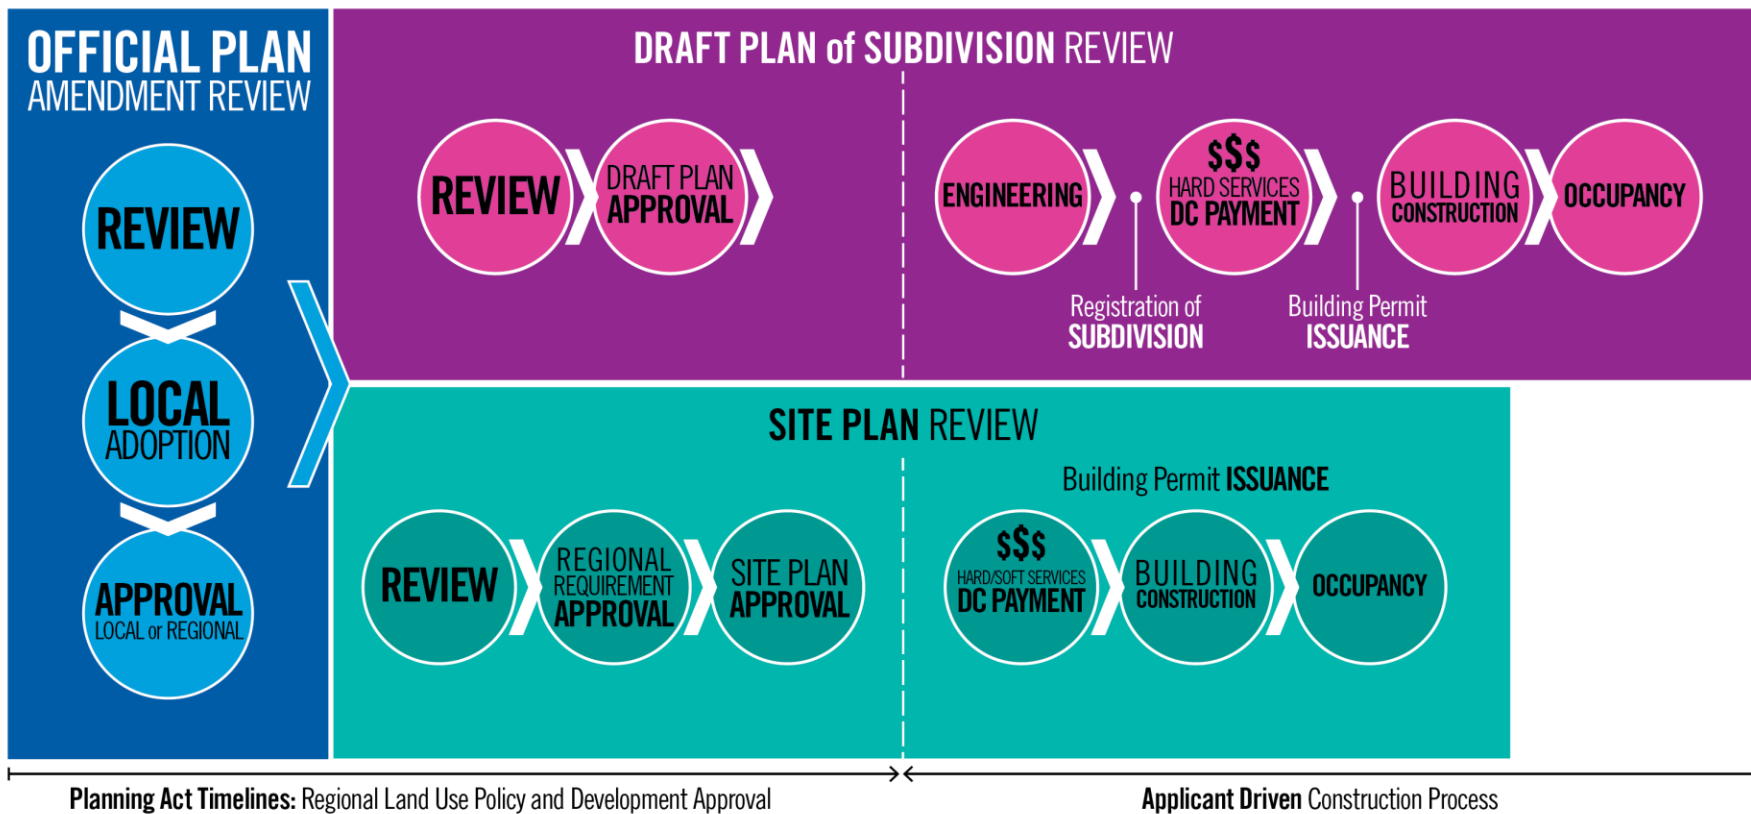 OFFICIAL PLAN
AMENDMENT REVIEW
REVIEW
LOCAL
ADOPTION
APPROVAL
LOCAL or REGIONAL
DRAFT PLAN of SUBDIVISION REVIEW
REVIEW
DRAFT PLAN
APPROVAL
ENGINEERING
Registration of
SUBDIVISION
$$$
HARD SERVICES
DC PAYMENT
Building Permit
ISSUANCE
BUILDING
CONSTRUCTION
OCCUPANCY
SITE PLAN REVIEW
REVIEW
REGIONAL
REQUIREMENT
APPROVAL
SITE PLAN
APPROVAL
Building Permit ISSUANCE
$$$
HARD/SOFT SERVICES
DC PAYMENT
BUILDING
CONSTRUCTION
OCCUPANCY
Planning Act Timelines: Regional Land Use Policy and Development Approval
Applicant Driven Construction Process